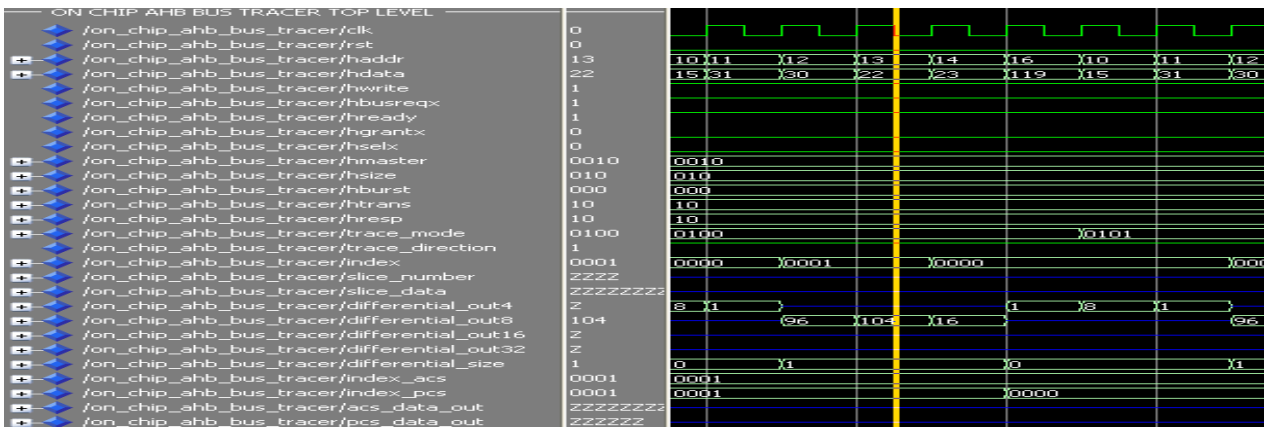 ON CHIP AHB BUS TRACER TOP LEVEL
/on_chip_ahb_bus_tracer/clk 0
/on_chip_ahb_bus_tracer/rst 0
/on_chip_ahb_bus_tracer/haddr 13 10 11 12 13 14 16 10 11 12
/on_chip_ahb_bus_tracer/hdata 22 15 31 30 22 23 119 15 31 30
/on_chip_ahb_bus_tracer/hwrite 1
/on_chip_ahb_bus_tracer/hbusreqx 1
/on_chip_ahb_bus_tracer/hready 1
/on_chip_ahb_bus_tracer/hgrantx 0
/on_chip_ahb_bus_tracer/hselx 0
/on_chip_ahb_bus_tracer/hmaster 0010 0010
/on_chip_ahb_bus_tracer/hsize 010 010
/on_chip_ahb_bus_tracer/hburst 000 000
/on_chip_ahb_bus_tracer/htrans 10 10
/on_chip_ahb_bus_tracer/hresp 10 10
/on_chip_ahb_bus_tracer/trace_mode 0100 0100 0101
/on_chip_ahb_bus_tracer/trace_direction 1
/on_chip_ahb_bus_tracer/index 0001 0000 0001 0000 000
/on_chip_ahb_bus_tracer/slice_number ZZZZ
/on_chip_ahb_bus_tracer/slice_data ZZZZZZZZ
/on_chip_ahb_bus_tracer/differential_out4 Z 8 1 1 8 1
/on_chip_ahb_bus_tracer/differential_out8 104 96 104 16 96
/on_chip_ahb_bus_tracer/differential_out16 Z
/on_chip_ahb_bus_tracer/differential_out32 Z
/on_chip_ahb_bus_tracer/differential_size 1 0 1 0 1
/on_chip_ahb_bus_tracer/index_acs 0001 0001
/on_chip_ahb_bus_tracer/index_pcs 0001 0001 0000
/on_chip_ahb_bus_tracer/acs_data_out ZZZZZZZZ
/on_chip_ahb_bus_tracer/pcs_data_out ZZZZZZ